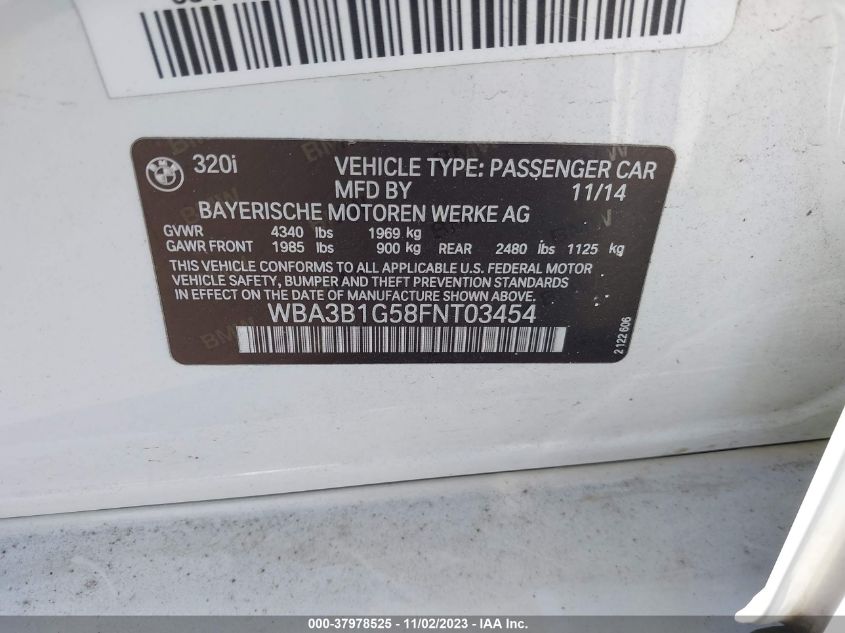 320i VEHICLE TYPE: PASSENGER CAR
MFD BY 11/14
BAYERISCHE MOTOREN WERKE AG
GVWR 4340 lbs 1969 kg
GAWR FRONT 1985 lbs 900 kg REAR 2480 lbs 1125 kg
THIS VEHICLE CONFORMS TO ALL APPLICABLE U.S. FEDERAL MOTOR
VEHICLE SAFETY, BUMPER AND THEFT PREVENTION STANDARDS
IN EFFECT ON THE DATE OF MANUFACTURE SHOWN ABOVE.
WBA3B1G58FNT03454
2 122 606
000-37978525 - 11/02/2023 - IAAI.COM